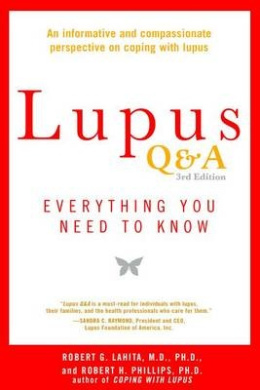 An informative and compassionate
perspective on coping with lupus
Lupus
Q&A
3rd Edition
EVERYTHING YOU
NEED TO KNOW
"Lupus Q&A is a must-read for individuals with lupus,
their families, and the health professionals who care for them."
—SANDRA C. RAYMOND, President and CEO,
Lupus Foundation of America, Inc.
ROBERT G. LAHITA, M.D., PH.D.,
AND ROBERT H. PHILLIPS, PH.D.
author of COPING WITH LUPUS